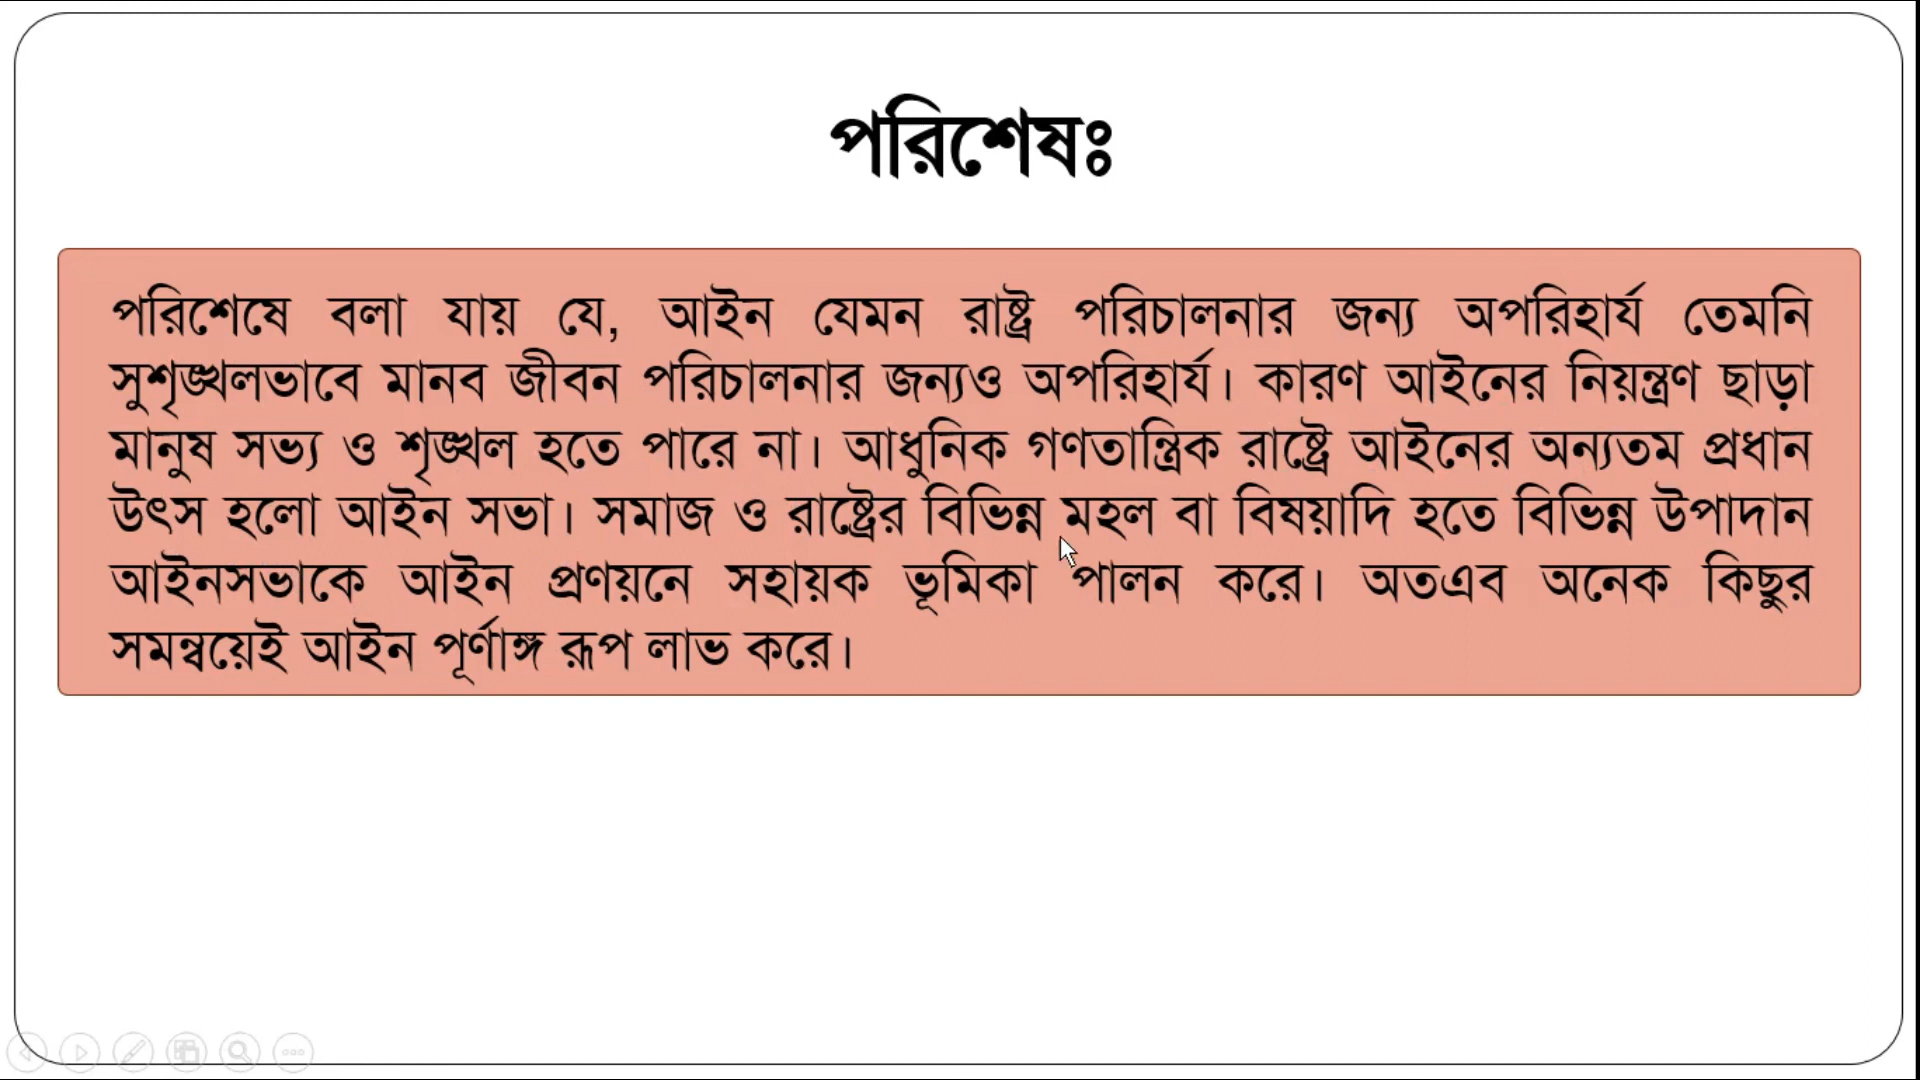 পরিশেষঃ
পরিশেষে বলা যায় যে, আইন যেমন রাষ্ট্র পরিচালনার জন্য অপরিহার্য তেমনি
সুশৃঙ্খলভাবে মানব জীবন পরিচালনার জন্যও অপরিহার্য। কারণ আইনের নিয়ন্ত্রণ ছাড়া
মানুষ সভ্য ও শৃঙ্খল হতে পারে না। আধুনিক গণতান্ত্রিক রাষ্ট্রে আইনের অন্যতম প্রধান
উৎস হলো আইন সভা। সমাজ ও রাষ্ট্রের বিভিন্ন মহল বা বিষয়াদি হতে বিভিন্ন উপাদান
আইনসভাকে আইন প্রণয়নে সহায়ক ভূমিকা পালন করে। অতএব অনেক কিছুর
সমন্বয়েই আইন পূর্ণাঙ্গ রূপ লাভ করে।